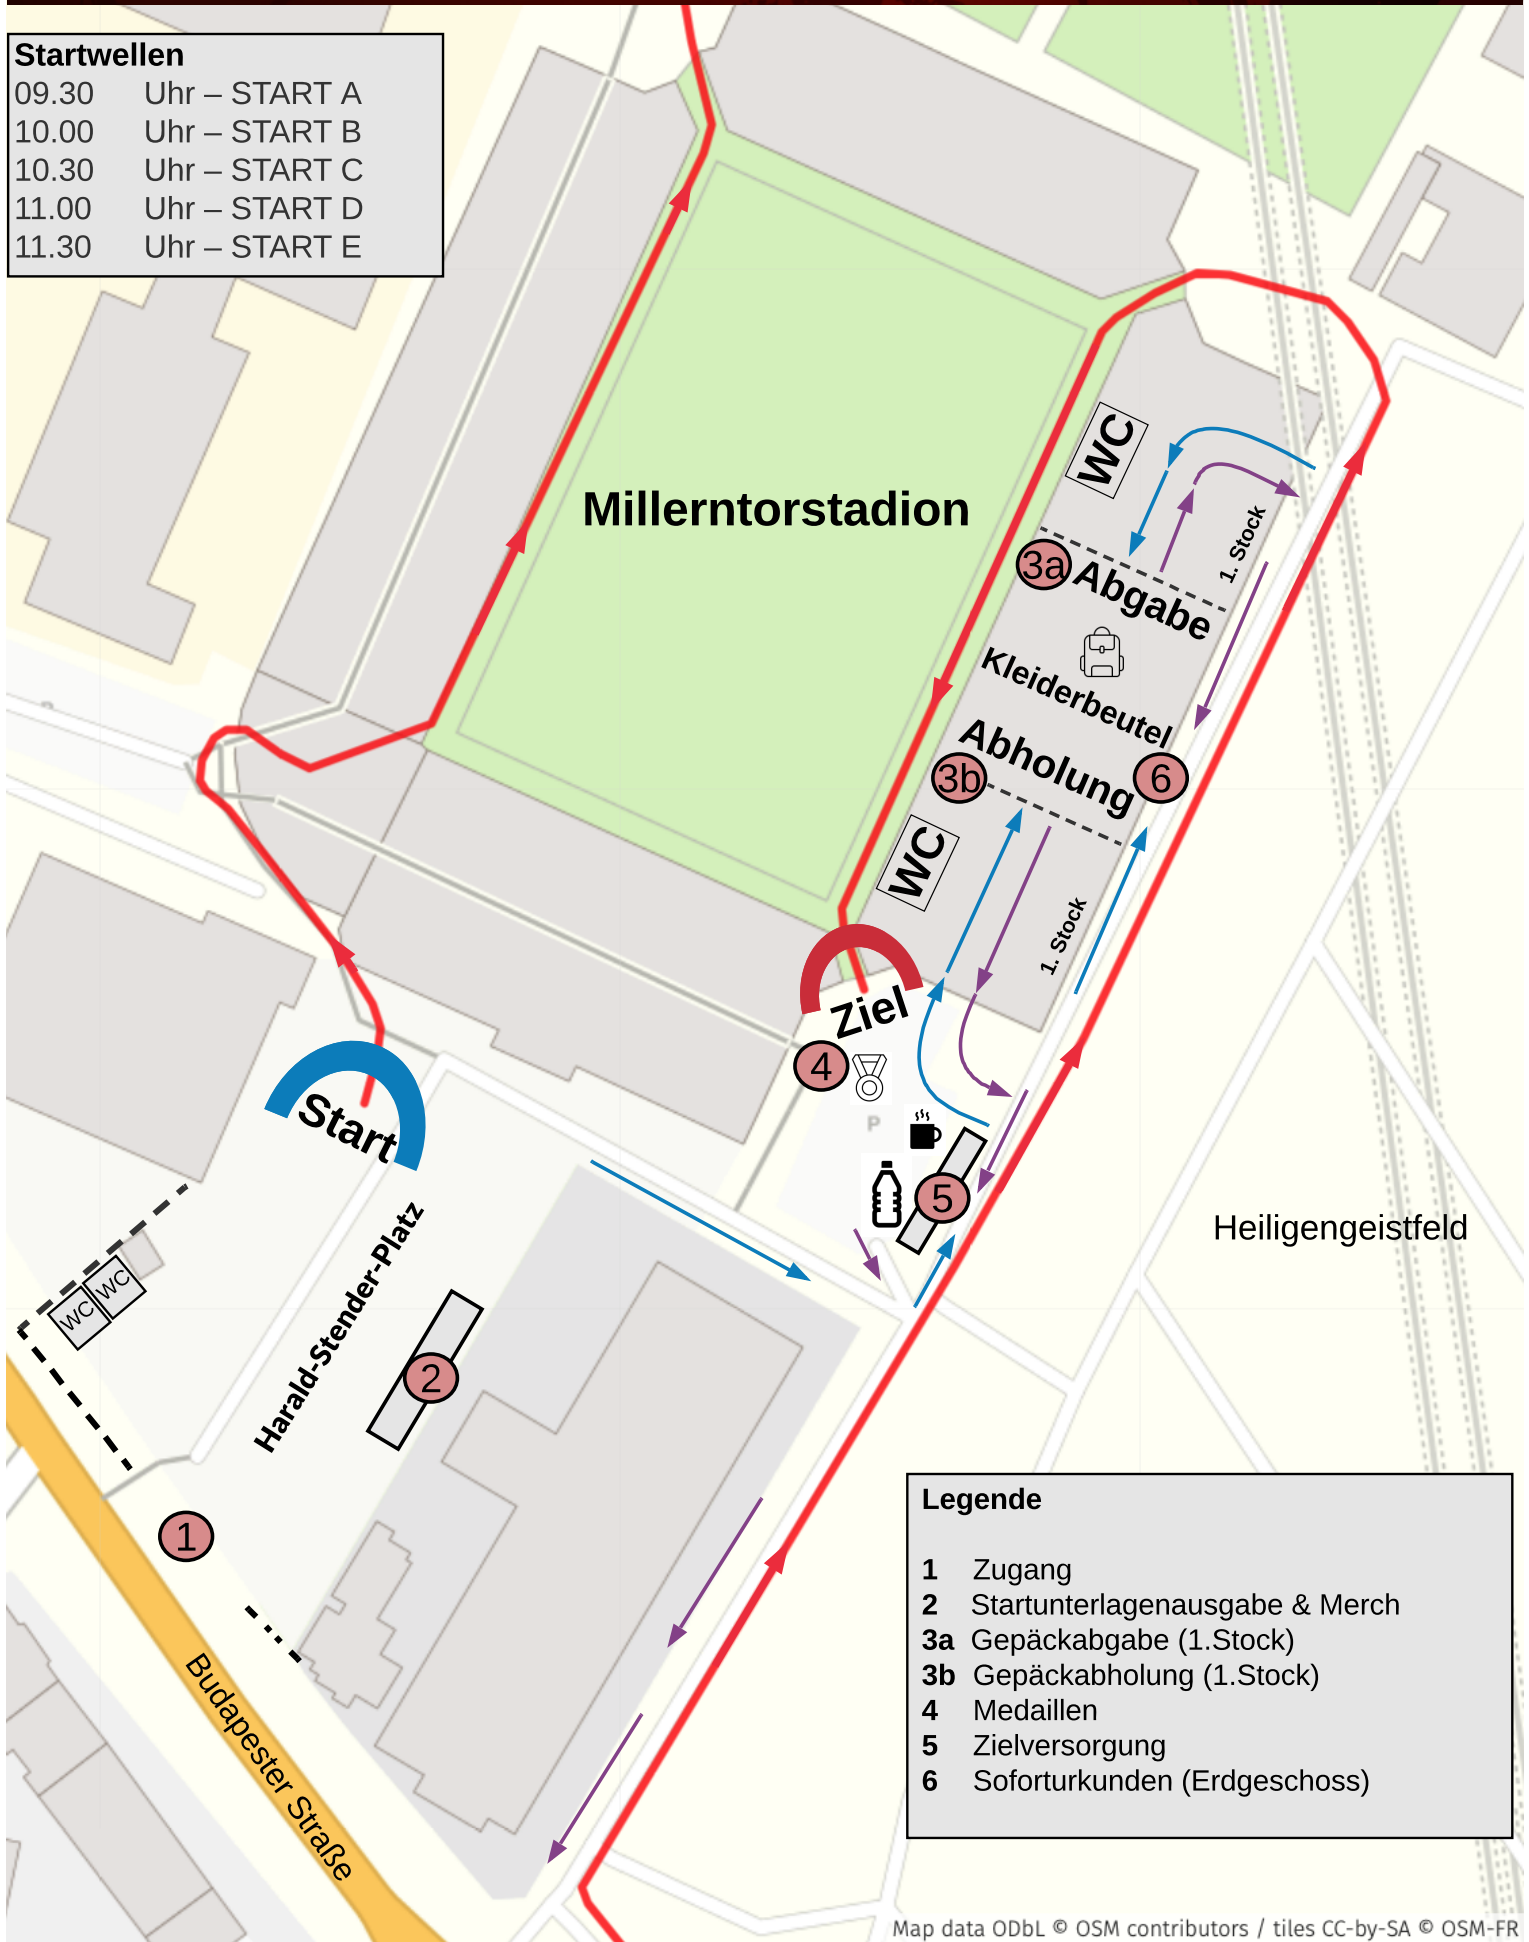 Startwellen
09.30 Uhr – START A
10.00 Uhr – START B
10.30 Uhr – START C
11.00 Uhr – START D
11.30 Uhr – START E
Millerntorstadion
WC
1. Stock
3a Abgabe
Kleiderbeutel
Abholung
3b
6
WC
1. Stock
Ziel
4
P
5
Start
Heiligengeistfeld
WC
WC
Harald-Stender-Platz
2
1
Budapester Straße
Legende
1 Zugang
2 Startunterlagenausgabe & Merch
3a Gepäckabgabe (1.Stock)
3b Gepäckabholung (1.Stock)
4 Medaillen
5 Zielversorgung
6 Soforturkunden (Erdgeschoss)
Map data ODbL © OSM contributors / tiles CC-by-SA © OSM-FR